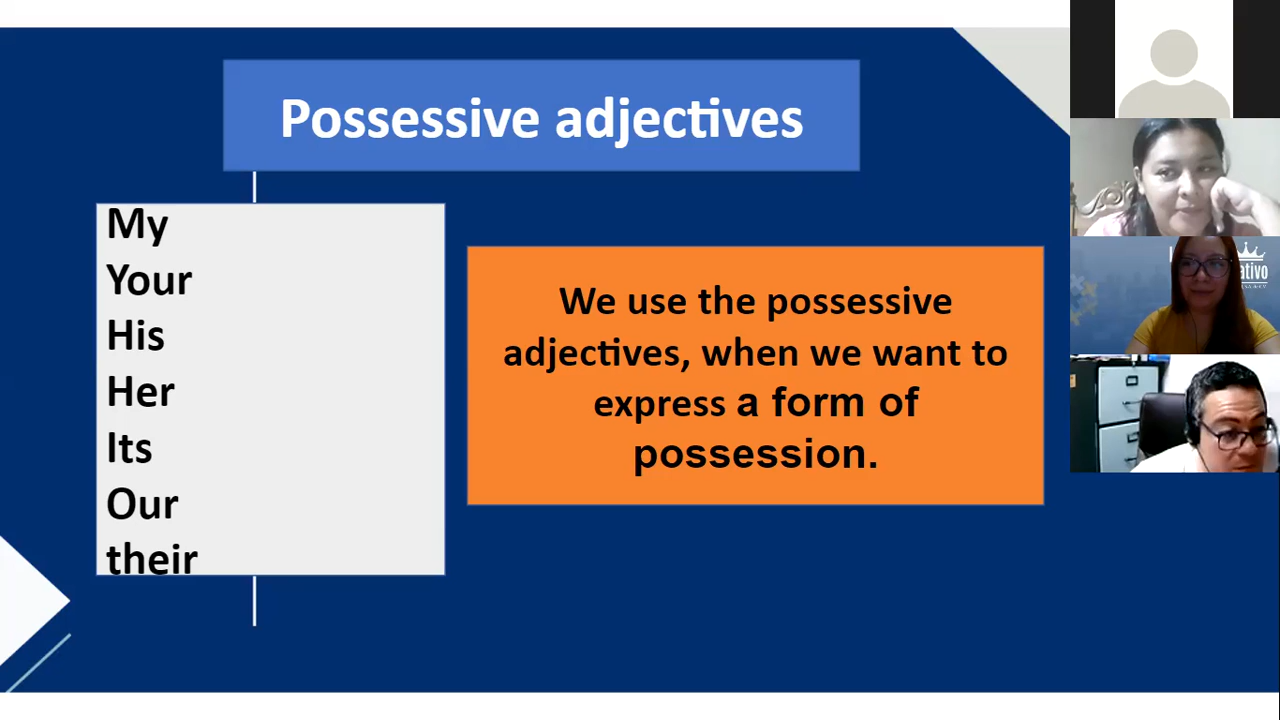 Possessive adjectives
My
Your
His
Her
Its
Our
their
We use the possessive
adjectives, when we want to
express a form of
possession.
ativo